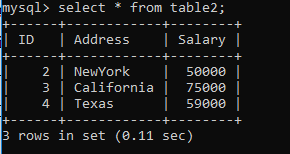 mysql> select * from table2;
+------+------------+--------+
| ID   | Address    | Salary |
+------+------------+--------+
|    2 | NewYork    |  50000 |
|    3 | California |  75000 |
|    4 | Texas      |  59000 |
+------+------------+--------+
3 rows in set (0.11 sec)